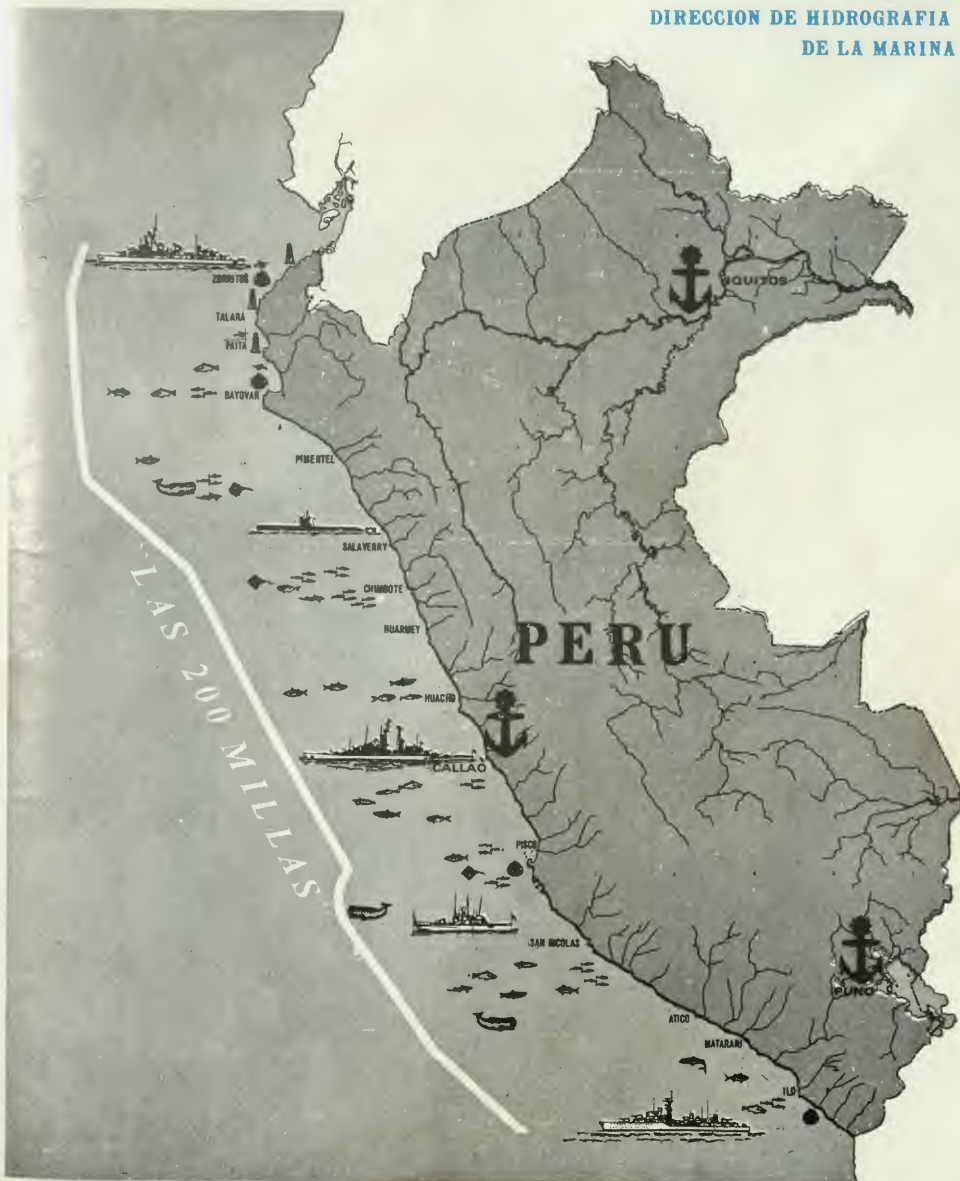 DIRECCION DE HIDROGRAFIA
DE LA MARINA
ZORRITOS
IQUITOS
TALARA
PAITA
BAYOVAR
PIMENTEL
SALAVERRY
CHIMBOTE
HUARMEY
PERU
LAS 200 MILLAS
HUACHO
CALLAO
PISCO
SAN NICOLAS
PUNO
ATICO
MATARANI
ILO